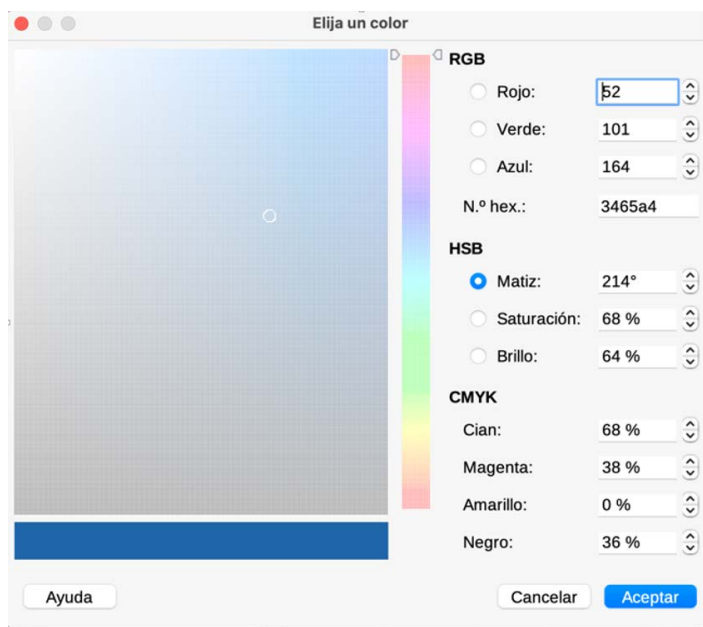 Elija un color
RGB
Rojo: 52
Verde: 101
Azul: 164
N.º hex.: 3465a4
HSB
Matiz: 214°
Saturación: 68 %
Brillo: 64 %
CMYK
Cian: 68 %
Magenta: 38 %
Amarillo: 0 %
Negro: 36 %
Ayuda Cancelar Aceptar